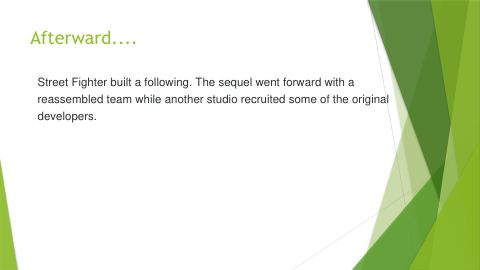 Afterward....
Street Fighter built a following. The sequel went forward with a
reassembled team while another studio recruited some of the original
developers.